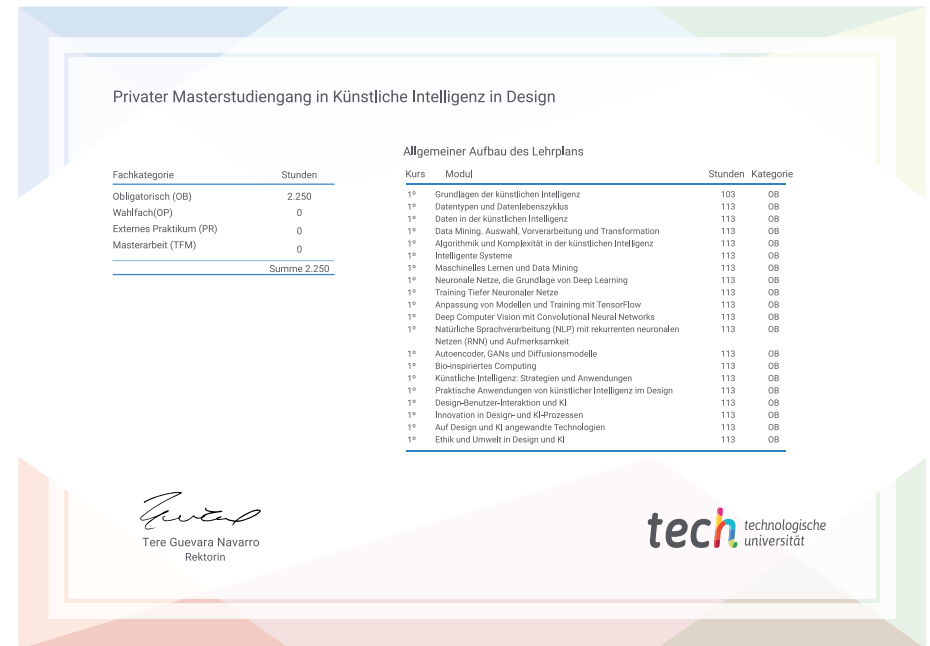 Privater Masterstudiengang in Künstliche Intelligenz in Design
Fachkategorie Stunden
Obligatorisch (OB) 2.250
Wahlfach(OP) 0
Externes Praktikum (PR) 0
Masterarbeit (TFM) 0
Summe 2.250
Allgemeiner Aufbau des Lehrplans
Kurs Modul Stunden Kategorie
1º Grundlagen der künstlichen Intelligenz 103 OB
1º Datentypen und Datenlebenszyklus 113 OB
1º Daten in der künstlichen Intelligenz 113 OB
1º Data Mining. Auswahl, Vorverarbeitung und Transformation 113 OB
1º Algorithmik und Komplexität in der künstlichen Intelligenz 113 OB
1º Intelligente Systeme 113 OB
1º Maschinelles Lernen und Data Mining 113 OB
1º Neuronale Netze, die Grundlage von Deep Learning 113 OB
1º Training Tiefer Neuronaler Netze 113 OB
1º Anpassung von Modellen und Training mit TensorFlow 113 OB
1º Deep Computer Vision mit Convolutional Neural Networks 113 OB
1º Natürliche Sprachverarbeitung (NLP) mit rekurrenten neuronalen 113 OB
Netzen (RNN) und Aufmerksamkeit
1º Autoencoder, GANs und Diffusionsmodelle 113 OB
1º Bio-inspiriertes Computing 113 OB
1º Künstliche Intelligenz: Strategien und Anwendungen 113 OB
1º Praktische Anwendungen von künstlicher Intelligenz im Design 113 OB
1º Design-Benutzer-Interaktion und KI 113 OB
1º Innovation in Design- und KI-Prozessen 113 OB
1º Auf Design und KI angewandte Technologien 113 OB
1º Ethik und Umwelt in Design und KI 113 OB
Tere Guevara Navarro
Rektorin
tech technologische
universität